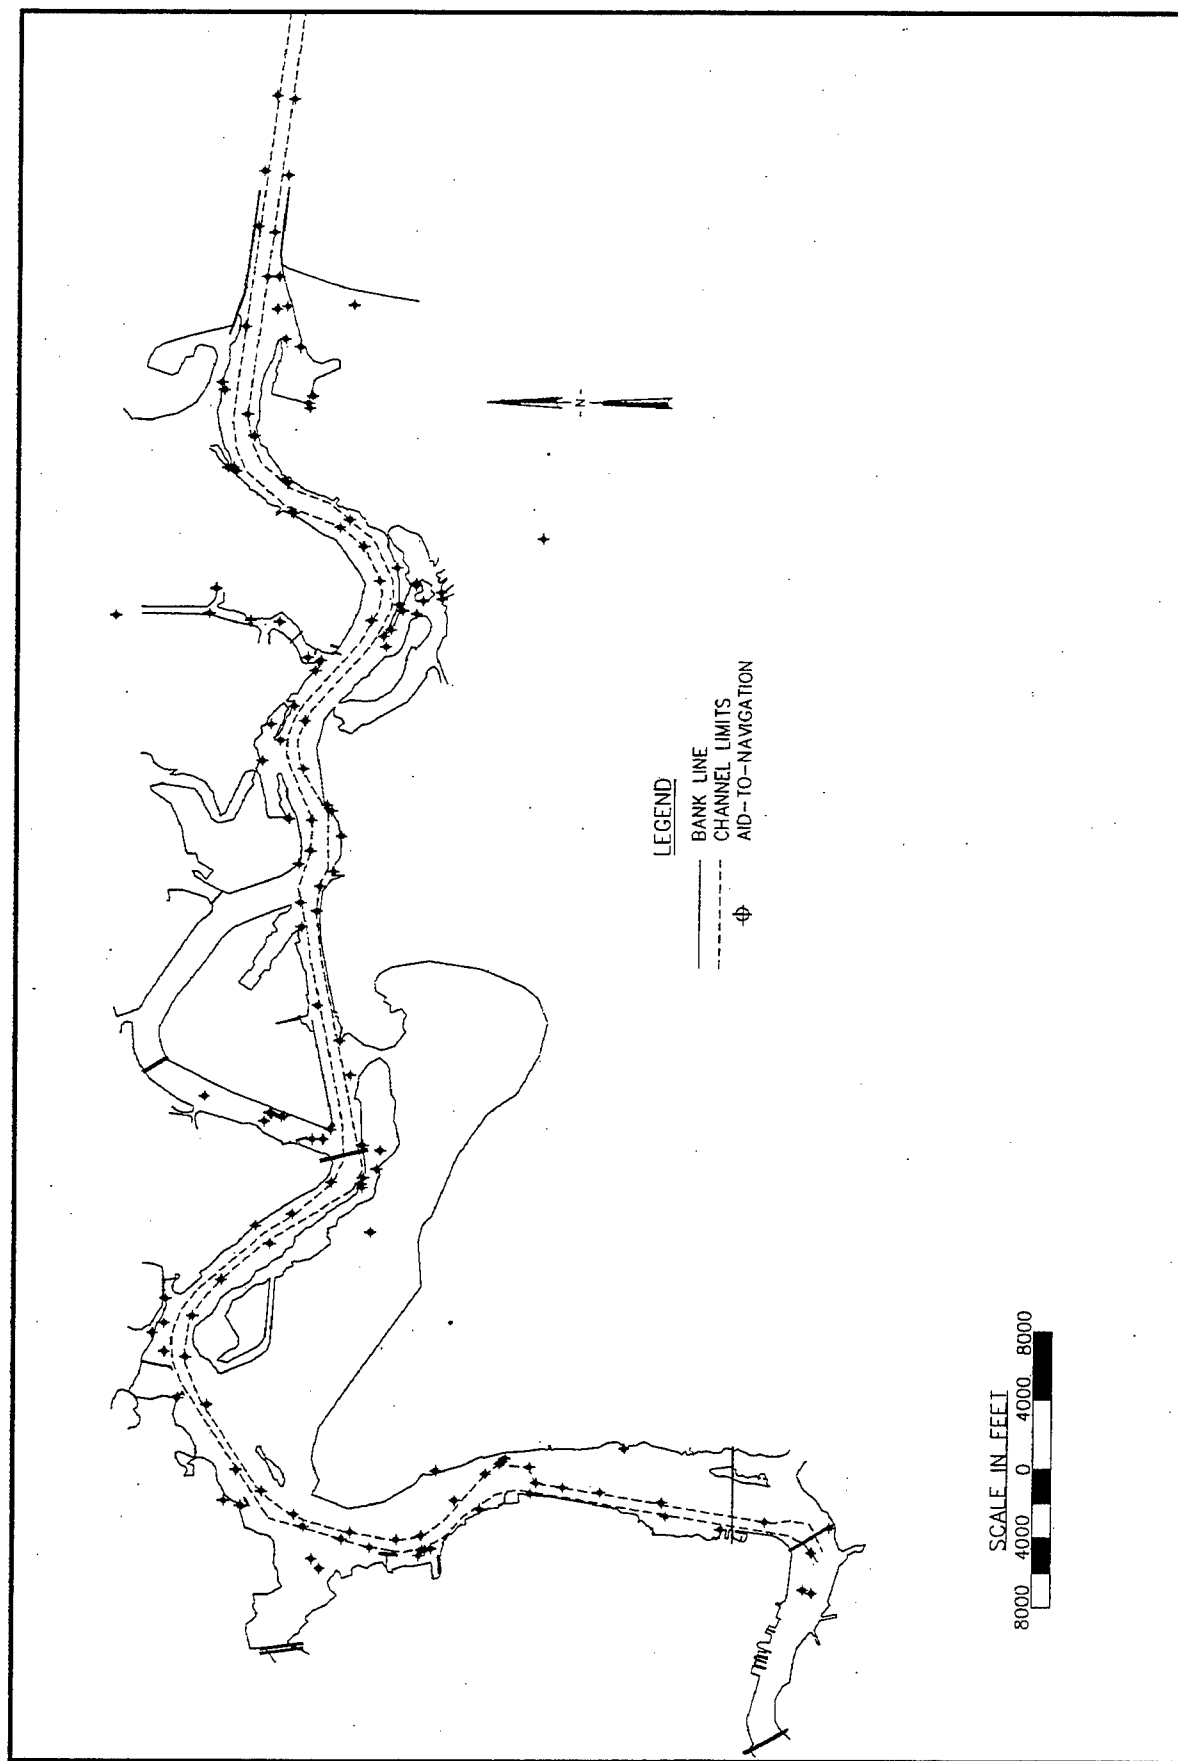 -N-
LEGEND
BANK LINE
CHANNEL LIMITS
AID-TO-NAVIGATION
SCALE IN FEET
8000 4000 0 4000 8000